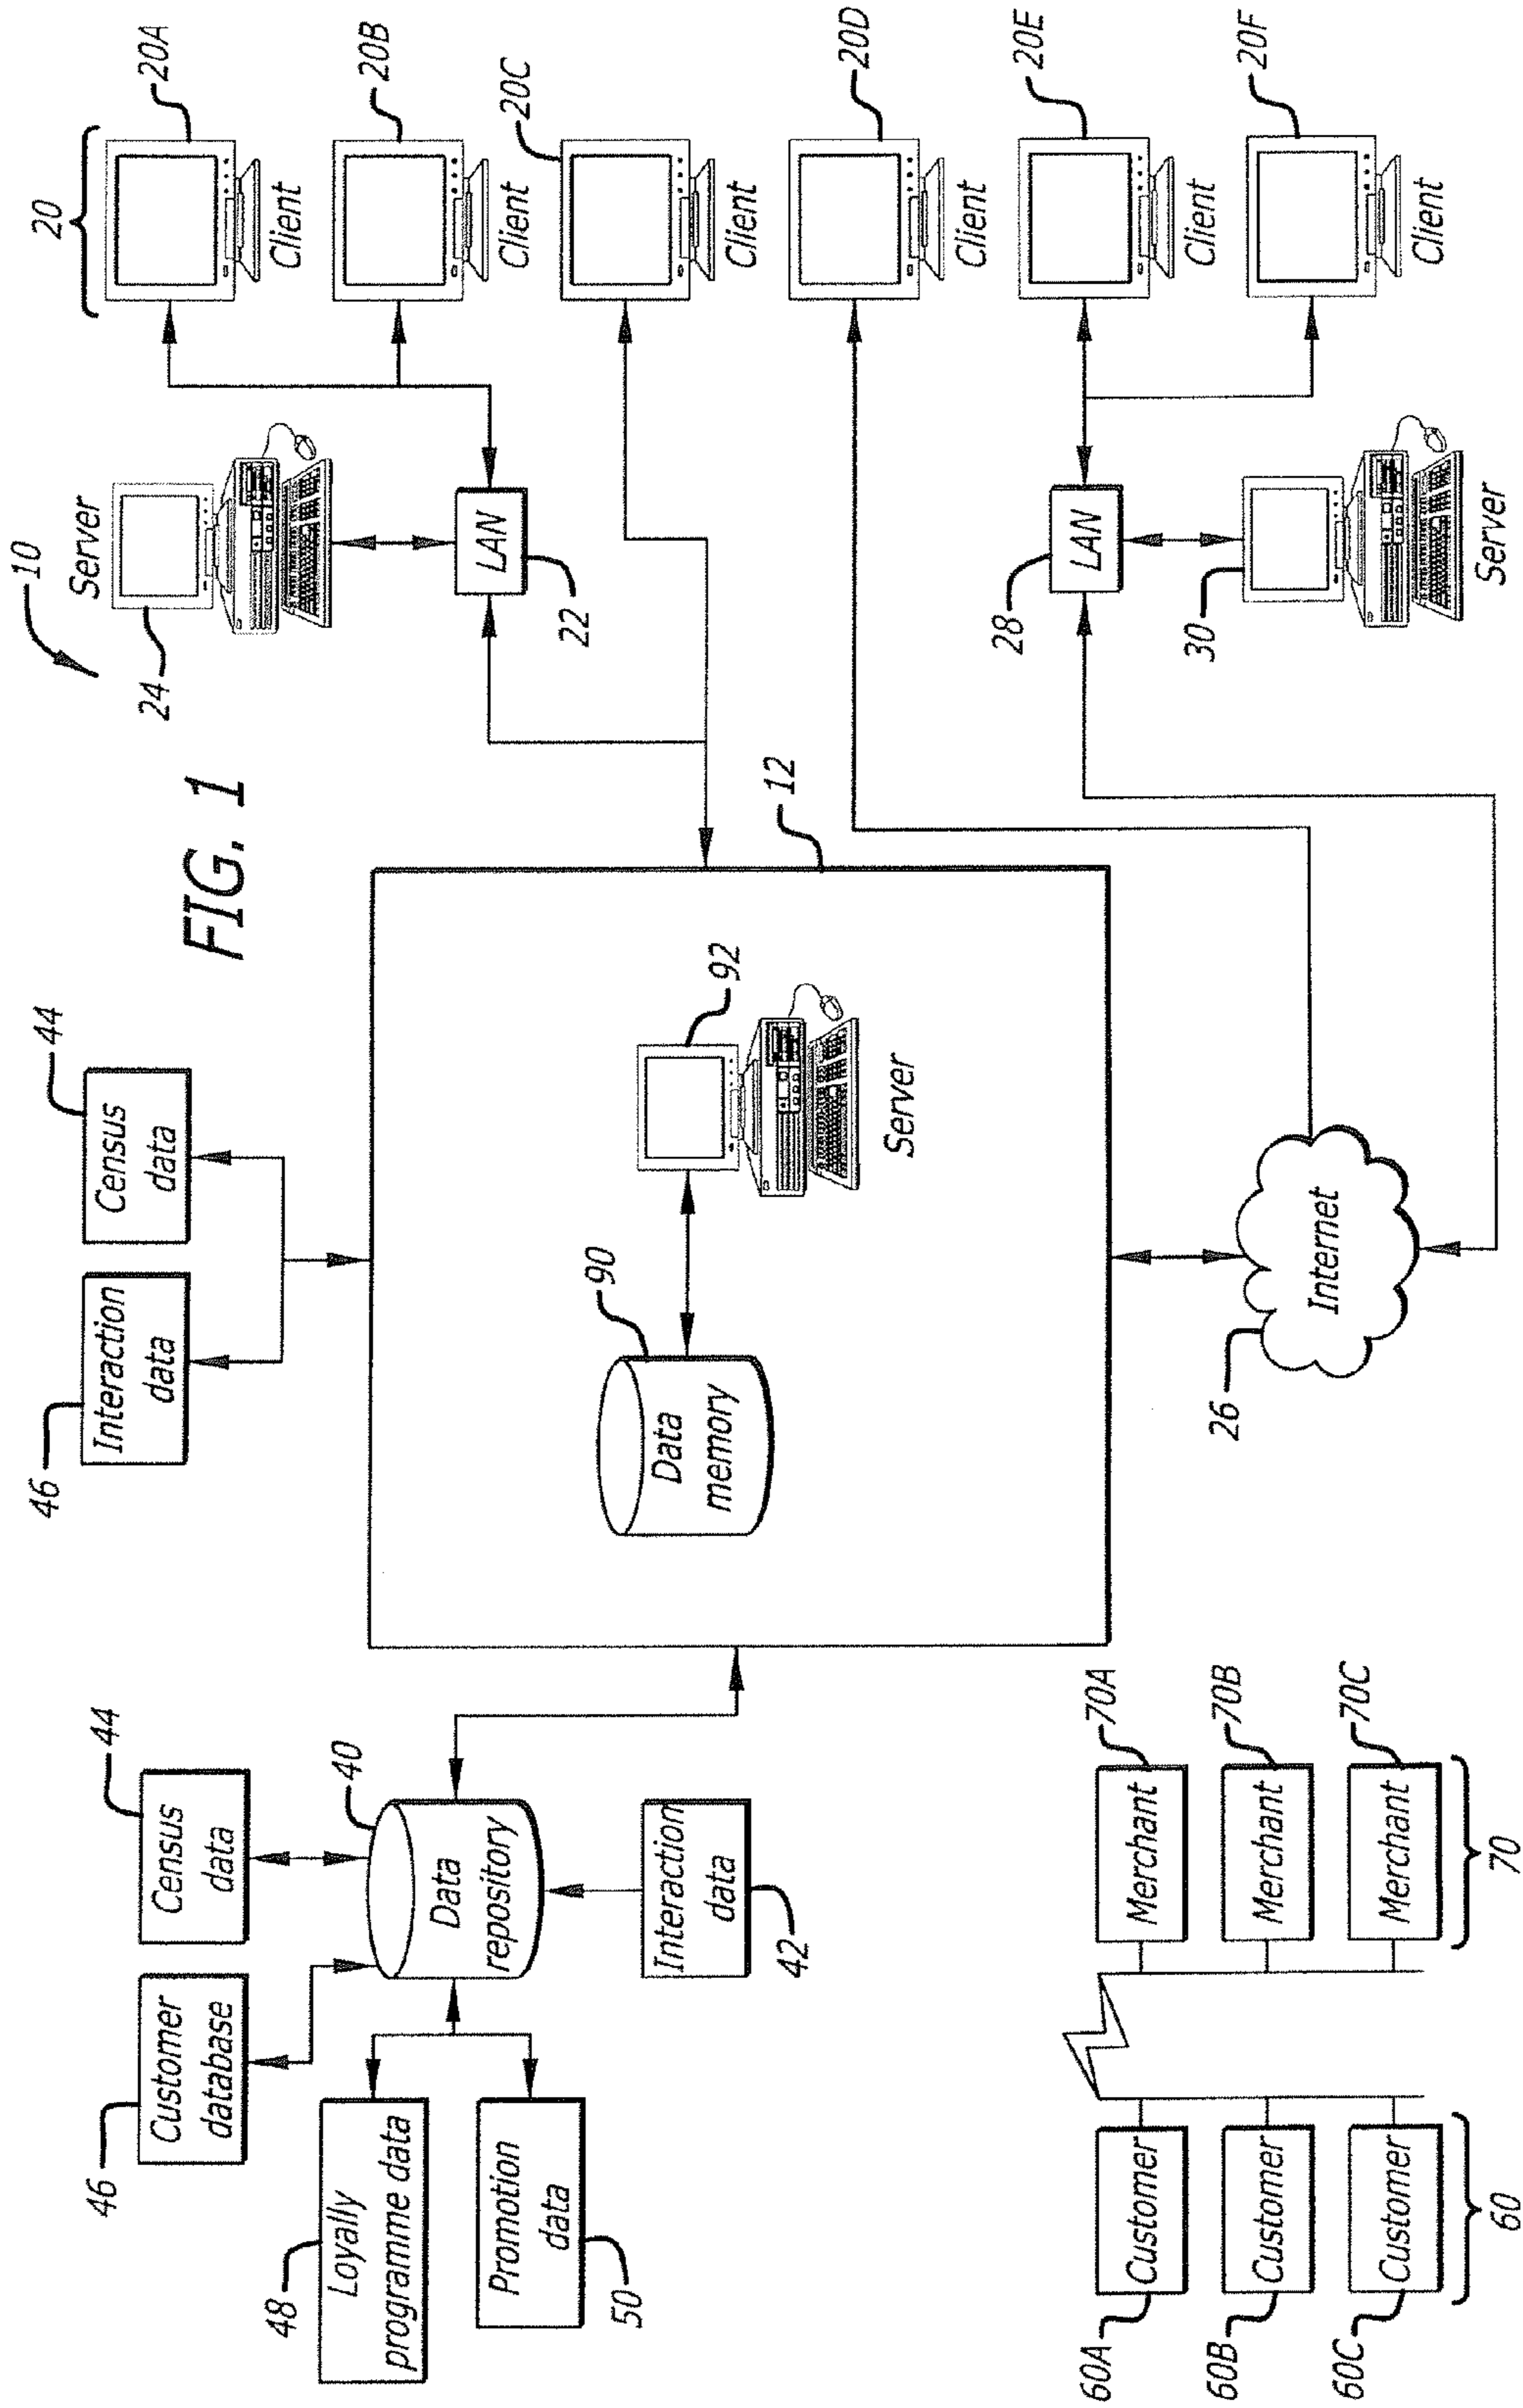 FIG. 1
10
20
20A
Client
20B
Client
20C
Client
20D
Client
20E
Client
20F
Client
Server
24
LAN
22
28
LAN
30
Server
12
44
Census
data
46
Interaction
data
92
Server
90
Data
memory
26
Internet
44
Census
data
46
Customer
database
40
Data
repository
48
Loyally
programme data
Promotion
data
50
Interaction
data
42
60A
Customer
60B
Customer
60C
Customer
60
Merchant
70A
Merchant
70B
Merchant
70C
70